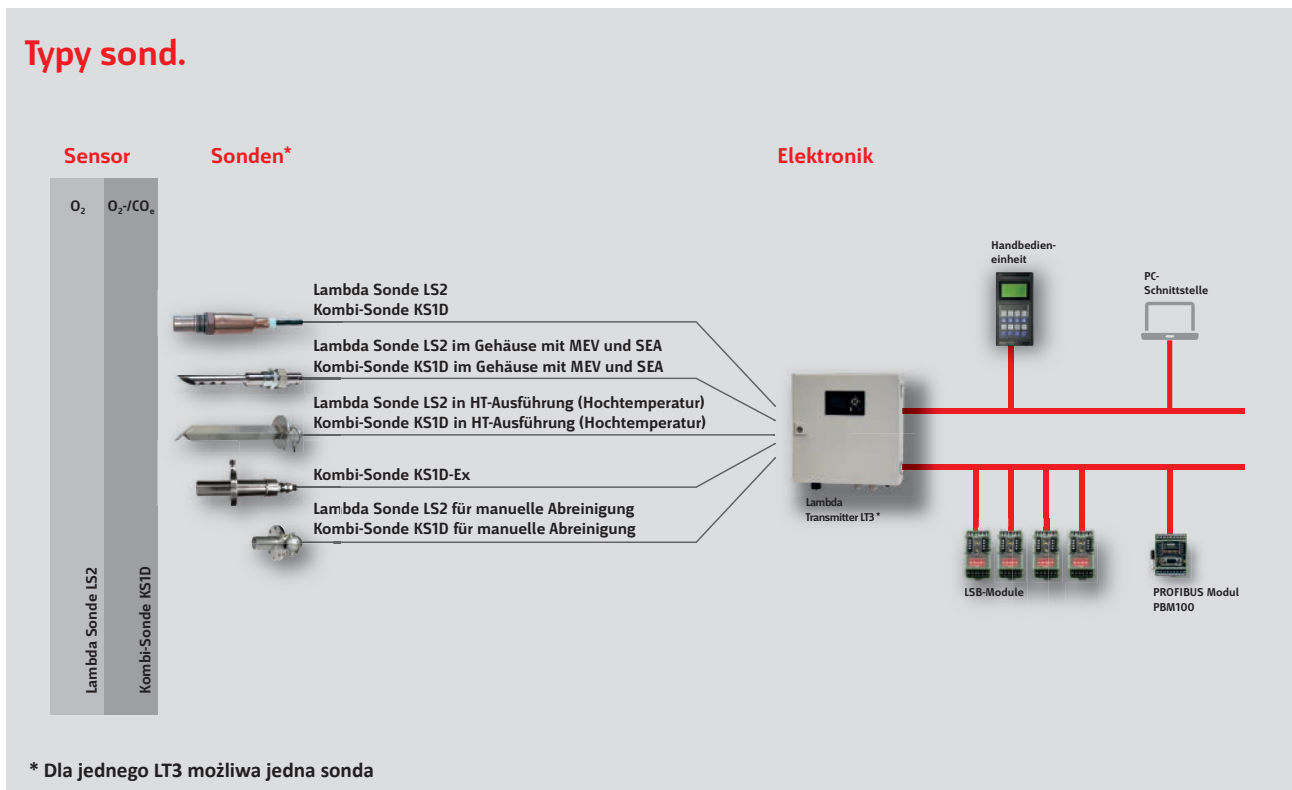 Typy sond.
Sensor
Sonden*
Elektronik
O₂
O₂-/COₑ
Lambda Sonde LS2
Kombi-Sonde KS1D
Lambda Sonde LS2
Kombi-Sonde KS1D
Lambda Sonde LS2 im Gehäuse mit MEV und SEA
Kombi-Sonde KS1D im Gehäuse mit MEV und SEA
Lambda Sonde LS2 in HT-Ausführung (Hochtemperatur)
Kombi-Sonde KS1D in HT-Ausführung (Hochtemperatur)
Kombi-Sonde KS1D-Ex
Lambda Sonde LS2 für manuelle Abreinigung
Kombi-Sonde KS1D für manuelle Abreinigung
Lambda
Transmitter LT3 *
Handbedien-
einheit
PC-
Schnittstelle
LSB-Module
PROFIBUS Modul
PBM100
* Dla jednego LT3 możliwa jedna sonda